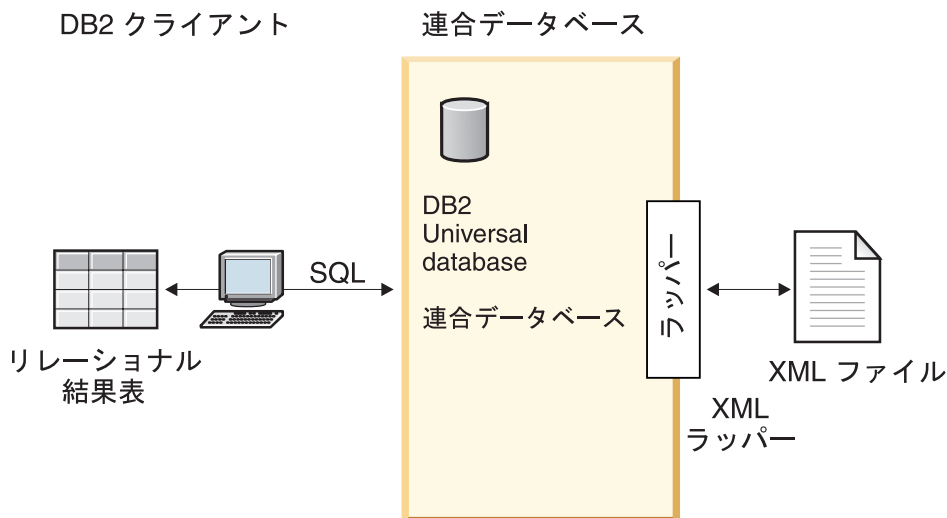 DB2 クライアント
連合データベース
DB2
Universal
database
連合データベース
SQL
ラッパー
リレーショナル
結果表
XML ファイル
XML
ラッパー